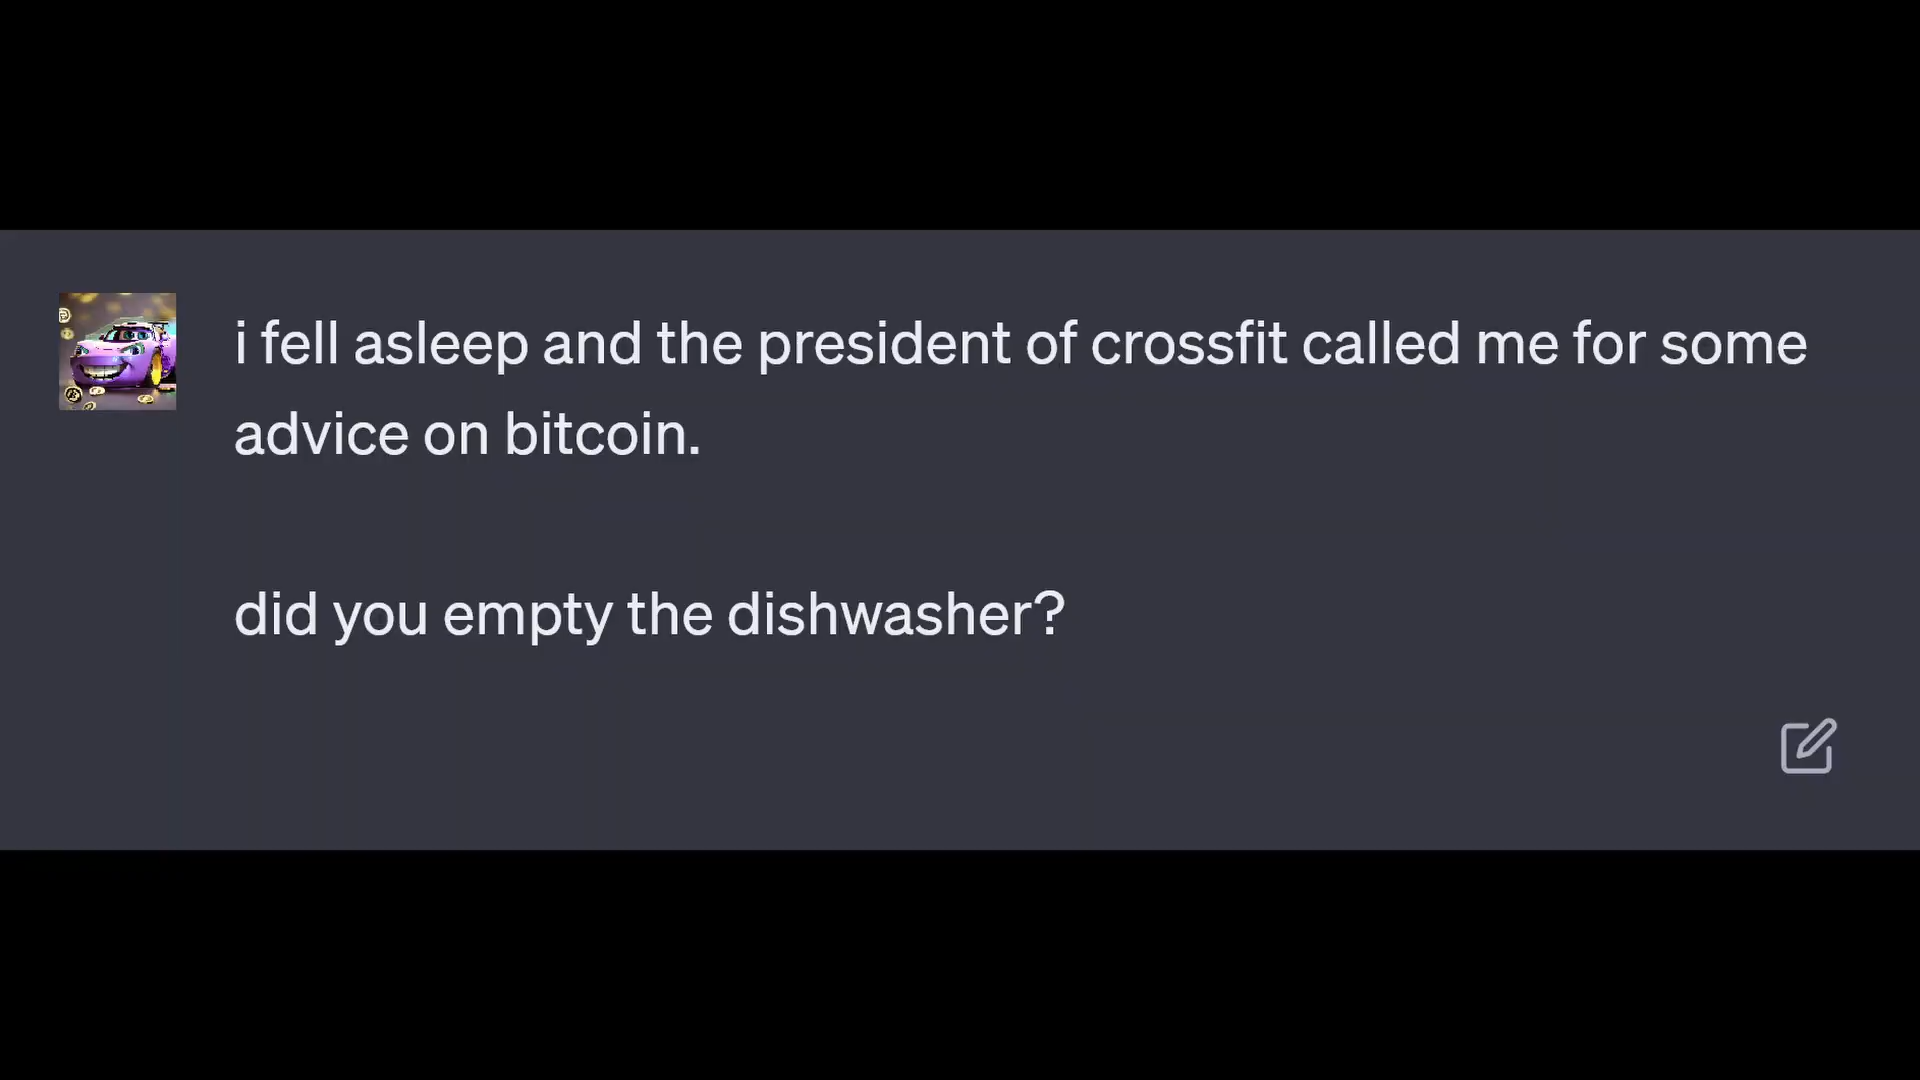 i fell asleep and the president of crossfit called me for some
advice on bitcoin.
did you empty the dishwasher?